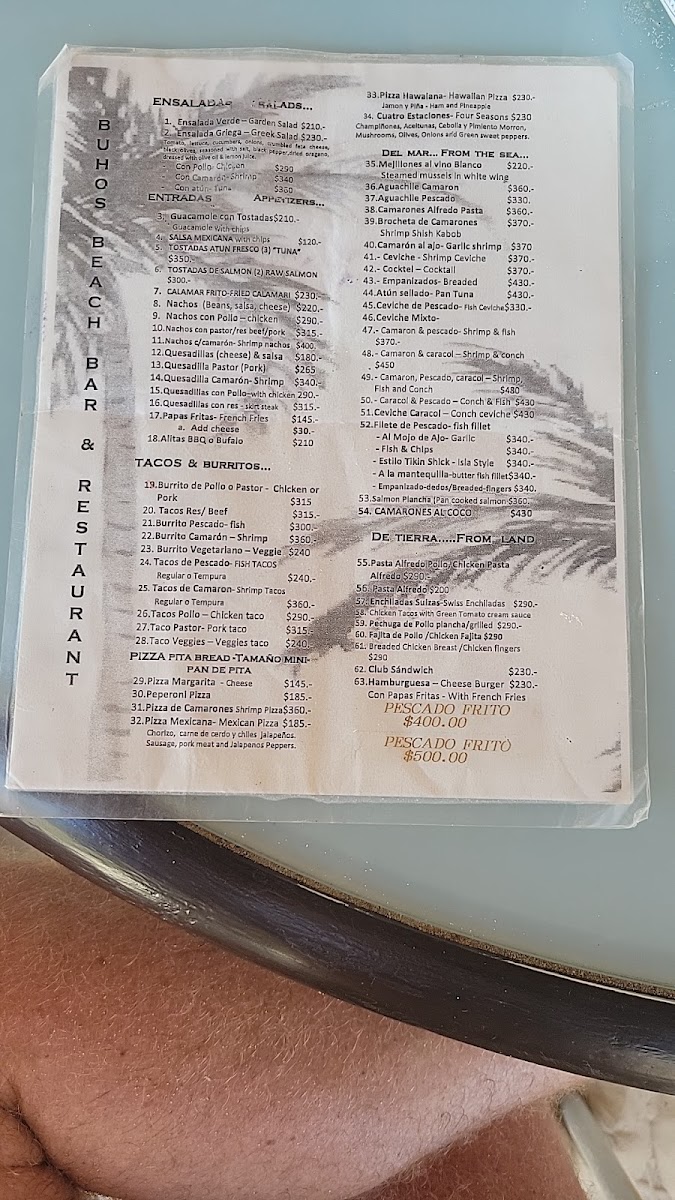 BUHOS BEACH BAR & RESTAURANT
ENSALADAS SALADS...
1. Ensalada Verde – Garden Salad $210.-
2. Ensalada Griega – Greek Salad $230.-
Tomato, lettuce, cucumbers, onions, crumbled feta cheese,
black olives, seasoned with salt, black pepper, dried oregano,
dressed with olive oil & lemon juice.
- Con Pollo- Chicken $290
- Con Camarón- Shrimp $340
- Con atún- Tuna $360
ENTRADAS APPETIZERS...
3. Guacamole con Tostadas$210.-
Guacamole with chips
4. SALSA MEXICANA with chips $120.-
5. TOSTADAS ATUN FRESCO (3) "TUNA"
$350.-
6. TOSTADAS DE SALMON (2) RAW SALMON
$300.-
7. CALAMAR FRITO-FRIED CALAMARI $230.-
8. Nachos (Beans, salsa, cheese) $220.-
9. Nachos con Pollo – chicken $290.-
10.Nachos con pastor/res beef/pork $315.-
11.Nachos c/camarón- Shrimp nachos $400.
12.Quesadillas (cheese) & salsa $180.-
13.Quesadilla Pastor (Pork) $265
14.Quesadilla Camarón- Shrimp $340.-
15.Quesadillas con Pollo-with chicken 290.-
16.Quesadillas con res - skirt steak $315.-
17.Papas Fritas- French Fries $145.-
a. Add cheese $30.-
18.Alitas BBQ o Bufalo $210
TACOS & BURRITOS...
19.Burrito de Pollo o Pastor - Chicken or
Pork $315
20. Tacos Res/ Beef $315.-
21.Burrito Pescado- fish $300.-
22.Burrito Camarón – Shrimp $360.-
23. Burrito Vegetariano – Veggie $240
24. Tacos de Pescado- FISH TACOS
Regular o Tempura $240.-
25. Tacos de Camaron- Shrimp Tacos
Regular o Tempura $360.-
26.Tacos Pollo – Chicken taco $290.-
27.Taco Pastor- Pork taco $315.-
28.Taco Veggies – Veggies taco $240
PIZZA PITA BREAD -TAMAÑO MINI-
PAN DE PITA
29.Pizza Margarita - Cheese $145.-
30.Peperoni Pizza $185.-
31.Pizza de Camarones Shrimp Pizza$360.-
32.Pizza Mexicana- Mexican Pizza $185.-
Chorizo, carne de cerdo y chiles jalapeños.
Sausage, pork meat and Jalapenos Peppers.
33.Pizza Hawaiana- Hawaiian Pizza $230.-
Jamon y Piña - Ham and Pineapple
34. Cuatro Estaciones- Four Seasons $230
Champiñones, Aceitunas, Cebolla y Pimiento Morron,
Mushrooms, Olives, Onions and Green sweet peppers.
DEL MAR... FROM THE SEA...
35.Mejillones al vino Blanco $220.-
Steamed mussels in white wing
36.Aguachile Camaron $360.-
37.Aguachile Pescado $330.
38.Camarones Alfredo Pasta $360.-
39.Brocheta de Camarones $370.-
Shrimp Shish Kabob
40.Camarón al ajo- Garlic shrimp $370
41.- Ceviche - Shrimp Ceviche $370.-
42.- Cocktel – Cocktail $370.-
43.- Empanizados- Breaded $430.-
44.Atún sellado- Pan Tuna $430.-
45.Ceviche de Pescado- Fish Ceviche$330.-
46.Ceviche Mixto-
47.- Camaron & pescado- Shrimp & fish
$370.-
48.- Camaron & caracol – Shrimp & conch
$450
49.- Camaron, Pescado, caracol – Shrimp,
Fish and Conch $480
50.- Caracol & Pescado – Conch & Fish $430
51.Ceviche Caracol – Conch ceviche $430
52.Filete de Pescado- fish fillet
- Al Mojo de Ajo- Garlic $340.-
- Fish & Chips $340.-
- Estilo Tikin Shick - Isla Style $340.-
- A la mantequilla-butter fish fillet$340.-
- Empanizado-dedos/Breaded-fingers $340.
53.Salmon Plancha (Pan cooked salmon $360.
54. CAMARONES AL COCO $430
DE TIERRA.....FROM LAND
55.Pasta Alfredo Pollo/Chicken Pasta
Alfredo $290.-
56. Pasta Alfredo $200
57. Enchiladas Suizas-Swiss Enchiladas $290.-
58. Chicken Tacos with Green Tomato cream sauce
59. Pechuga de Pollo plancha/grilled $290.-
60. Fajita de Pollo /Chicken Fajita $290
61. Breaded Chicken Breast /Chicken fingers
$290
62. Club Sándwich $230.-
63.Hamburguesa – Cheese Burger $230.-
Con Papas Fritas - With French Fries
PESCADO FRITO
$400.00
PESCADO FRITO
$500.00